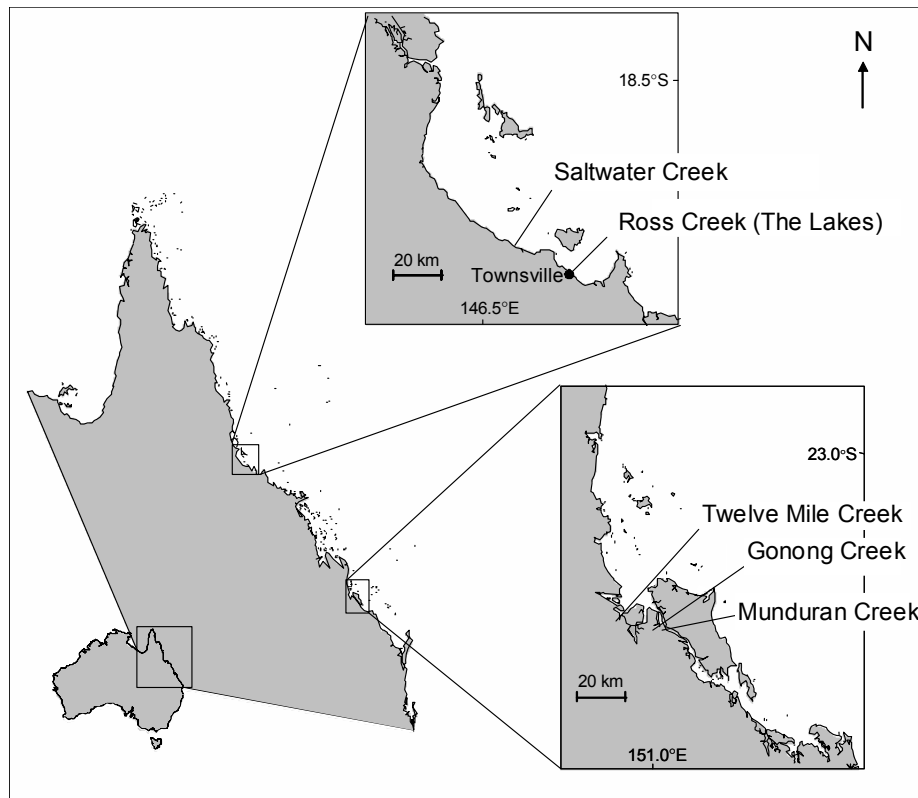 N
18.5°S
Saltwater Creek
Ross Creek (The Lakes)
20 km
Townsville
146.5°E
23.0°S
Twelve Mile Creek
Gonong Creek
Munduran Creek
20 km
151.0°E